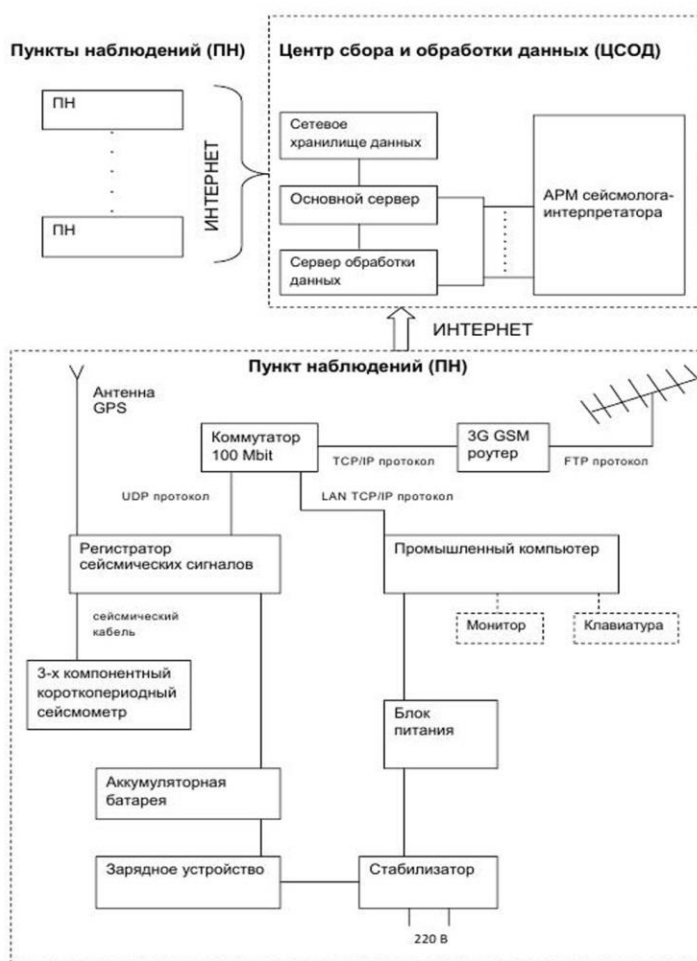 Пункты наблюдений (ПН)
ПН
ПН
ИНТЕРНЕТ
Центр сбора и обработки данных (ЦСОД)
Сетевое
хранилище данных
Основной сервер
Сервер обработки
данных
АРМ сейсмолога-
интерпретатора
ИНТЕРНЕТ
Пункт наблюдений (ПН)
Антенна
GPS
Коммутатор
100 Mbit
TCP/IP протокол
3G GSM
роутер
FTP протокол
UDP протокол
LAN TCP/IP протокол
Регистратор
сейсмических сигналов
Промышленный компьютер
сейсмический
кабель
Монитор
Клавиатура
3-х компонентный
короткопериодный
сейсмометр
Блок
питания
Аккумуляторная
батарея
Зарядное устройство
Стабилизатор
220 В